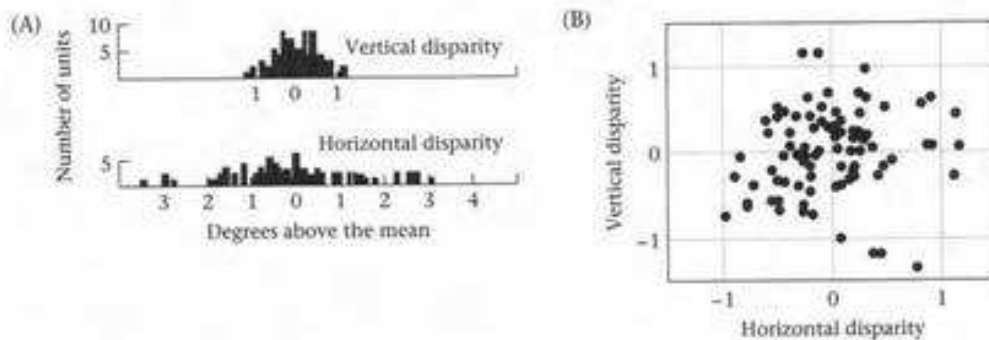 (A)
Number of units
10
5
Vertical disparity
1 0 1
5
Horizontal disparity
3 2 1 0 1 2 3 4
Degrees above the mean
(B)
Vertical disparity
1
0
−1
−1 0 1
Horizontal disparity